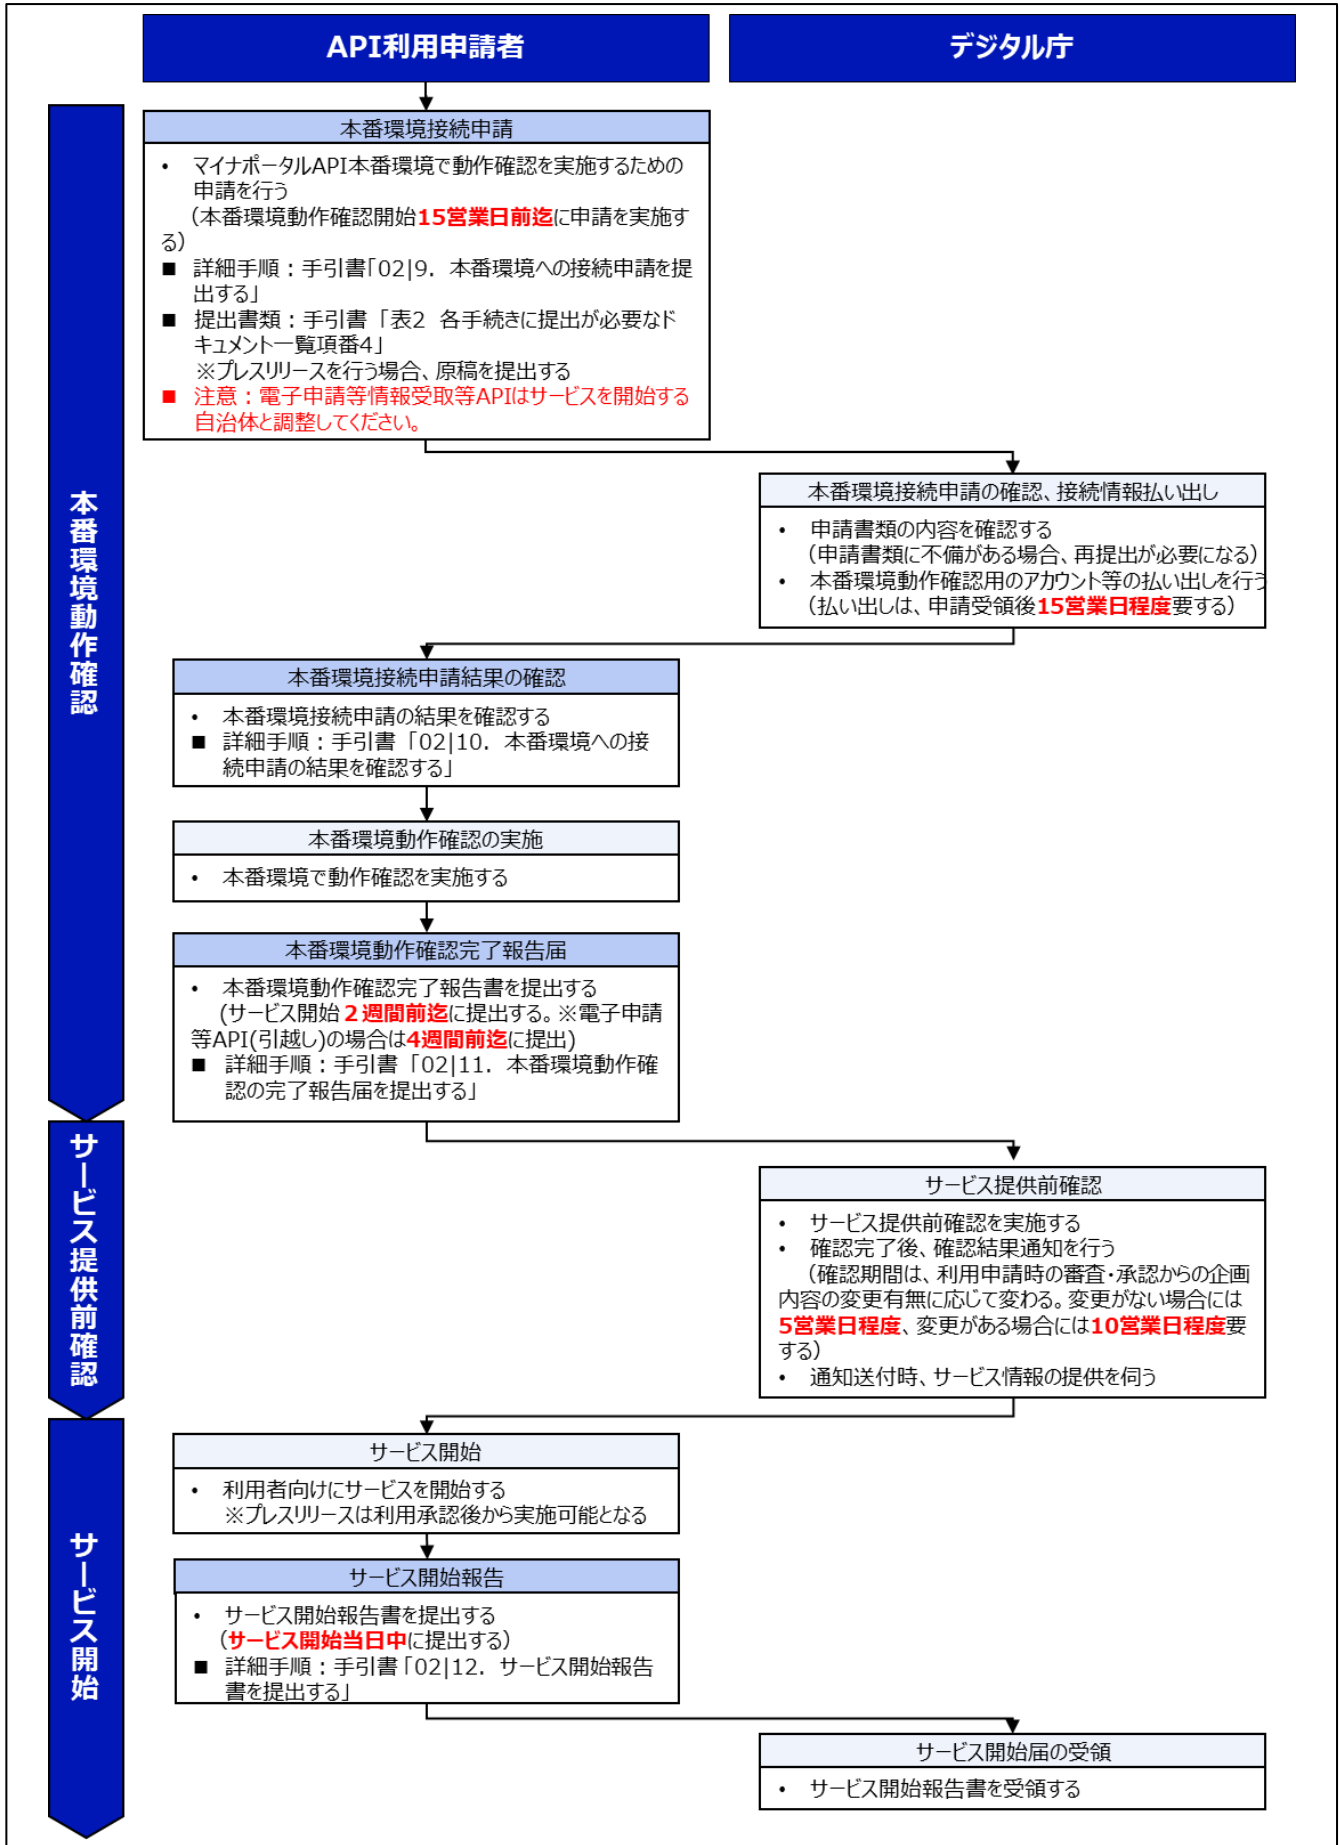 API利用申請者
デジタル庁
本番環境動作確認
本番環境接続申請
• マイナポータルAPI本番環境で動作確認を実施するための
申請を行う
（本番環境動作確認開始15営業日前迄に申請を実施す
る）
■ 詳細手順：手引書「02|9．本番環境への接続申請を提
出する」
■ 提出書類：手引書「表2 各手続きに提出が必要なド
キュメント一覧項番4」
※プレスリリースを行う場合、原稿を提出する
■ 注意：電子申請等情報受取等APIはサービスを開始する
自治体と調整してください。
本番環境接続申請の確認、接続情報払い出し
• 申請書類の内容を確認する
（申請書類に不備がある場合、再提出が必要になる）
• 本番環境動作確認用のアカウント等の払い出しを行う
（払い出しは、申請受領後15営業日程度要する）
本番環境接続申請結果の確認
• 本番環境接続申請の結果を確認する
■ 詳細手順：手引書「02|10．本番環境への接
続申請の結果を確認する」
本番環境動作確認の実施
• 本番環境で動作確認を実施する
本番環境動作確認完了報告届
• 本番環境動作確認完了報告書を提出する
(サービス開始２週間前迄に提出する。※電子申請
等API(引越し)の場合は4週間前迄に提出)
■ 詳細手順：手引書「02|11．本番環境動作確
認の完了報告届を提出する」
サービス提供前確認
サービス提供前確認
• サービス提供前確認を実施する
• 確認完了後、確認結果通知を行う
（確認期間は、利用申請時の審査・承認からの企画
内容の変更有無に応じて変わる。変更がない場合には
5営業日程度、変更がある場合には10営業日程度要
する）
• 通知送付時、サービス情報の提供を伺う
サービス開始
サービス開始
• 利用者向けにサービスを開始する
※プレスリリースは利用承認後から実施可能となる
サービス開始報告
• サービス開始報告書を提出する
（サービス開始当日中に提出する）
■ 詳細手順：手引書「02|12．サービス開始報告
書を提出する」
サービス開始届の受領
• サービス開始報告書を受領する